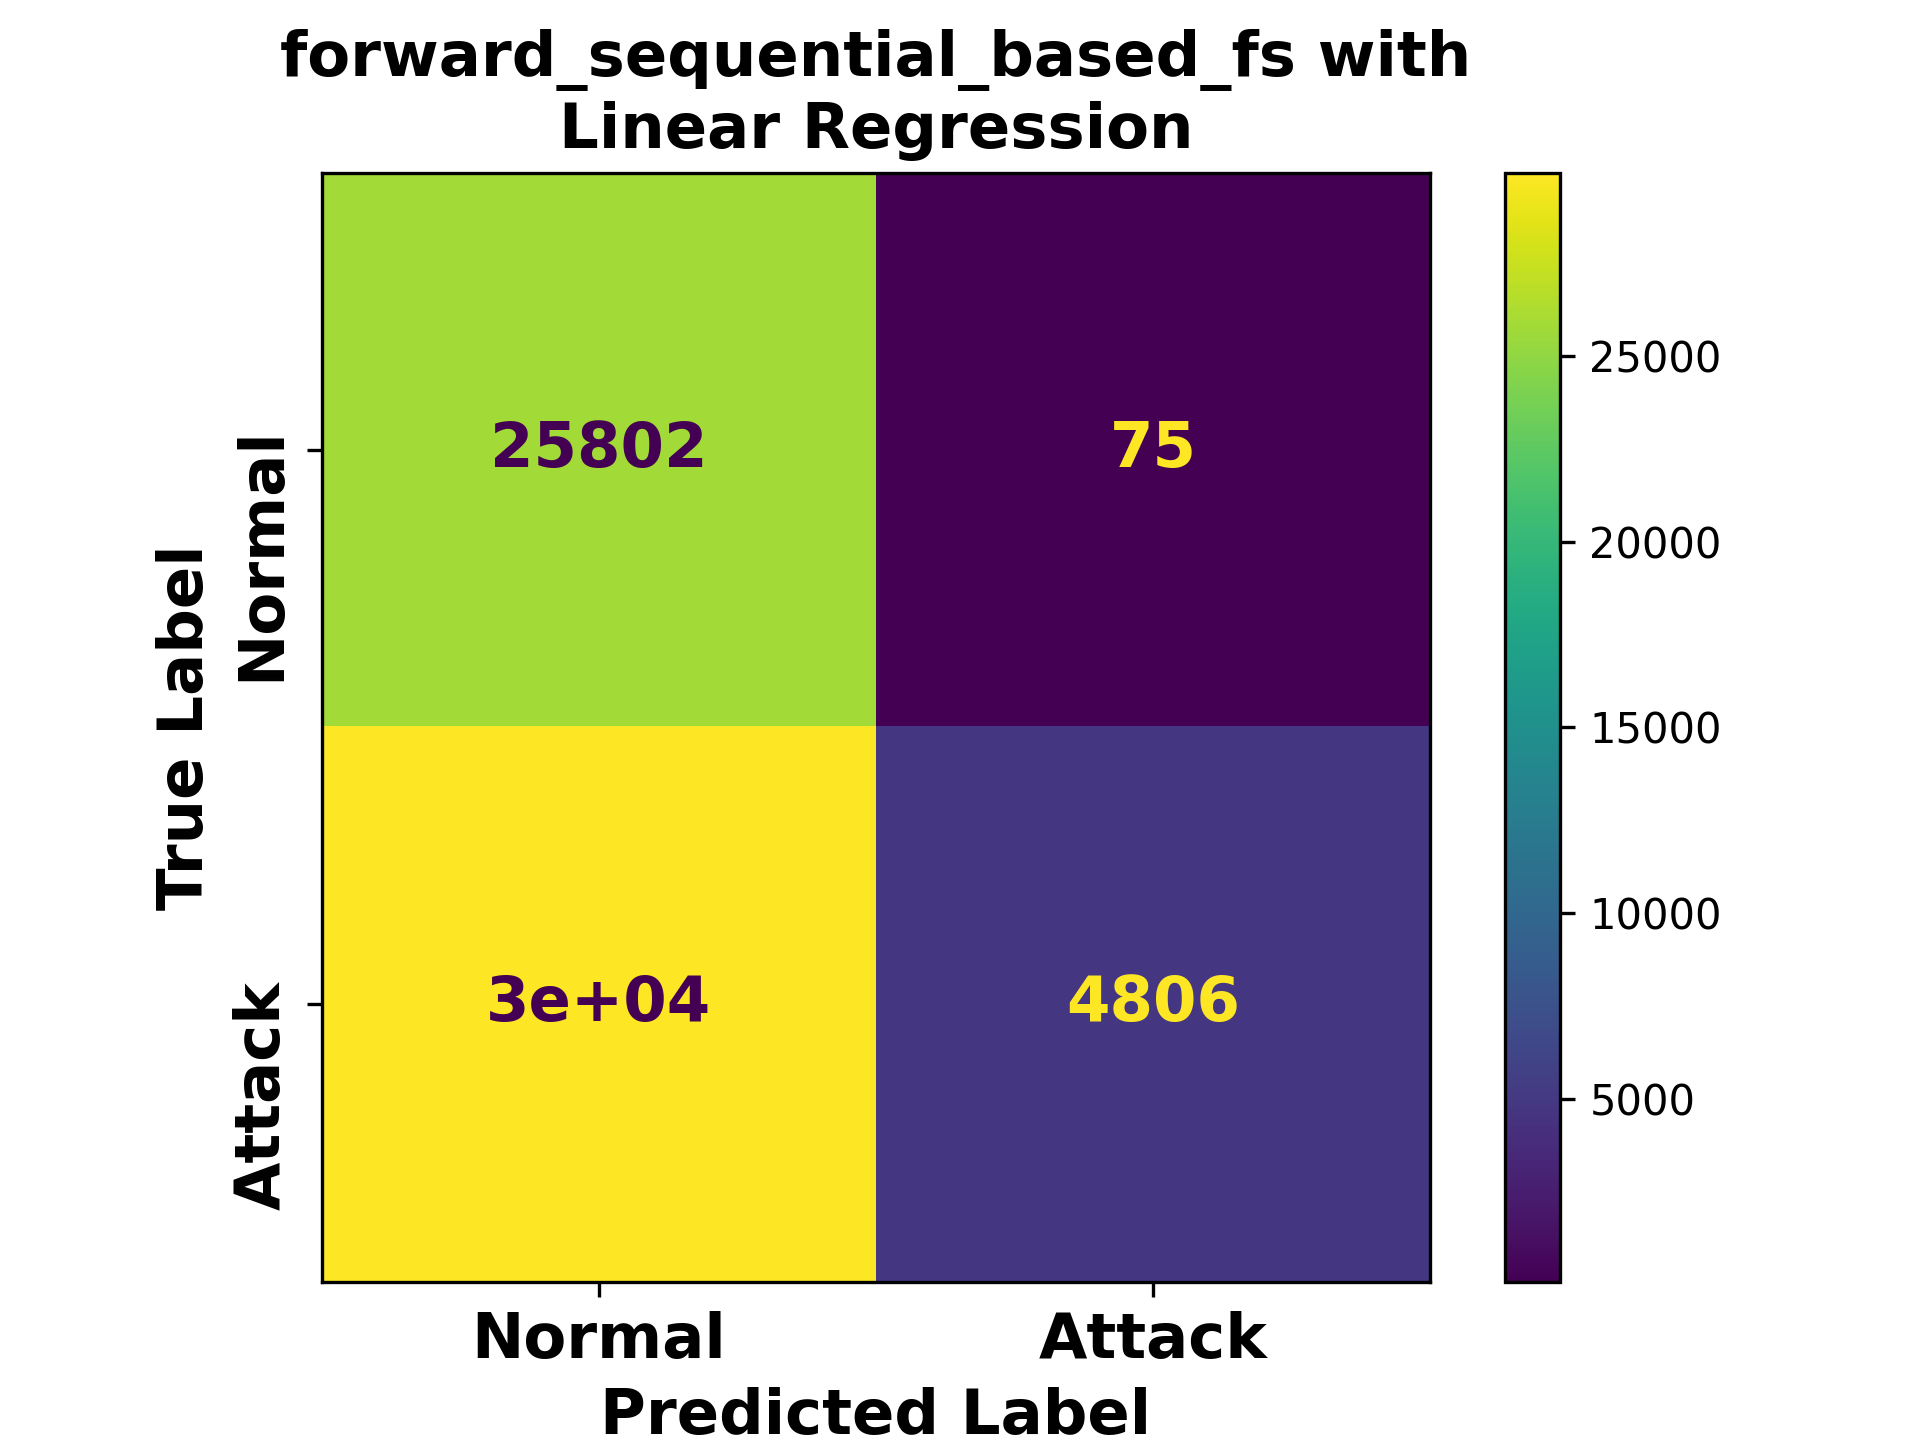 forward_sequential_based_fs with
Linear Regression
True Label
Normal
Attack
25802
75
3e+04
4806
Normal
Attack
Predicted Label
25000
20000
15000
10000
5000